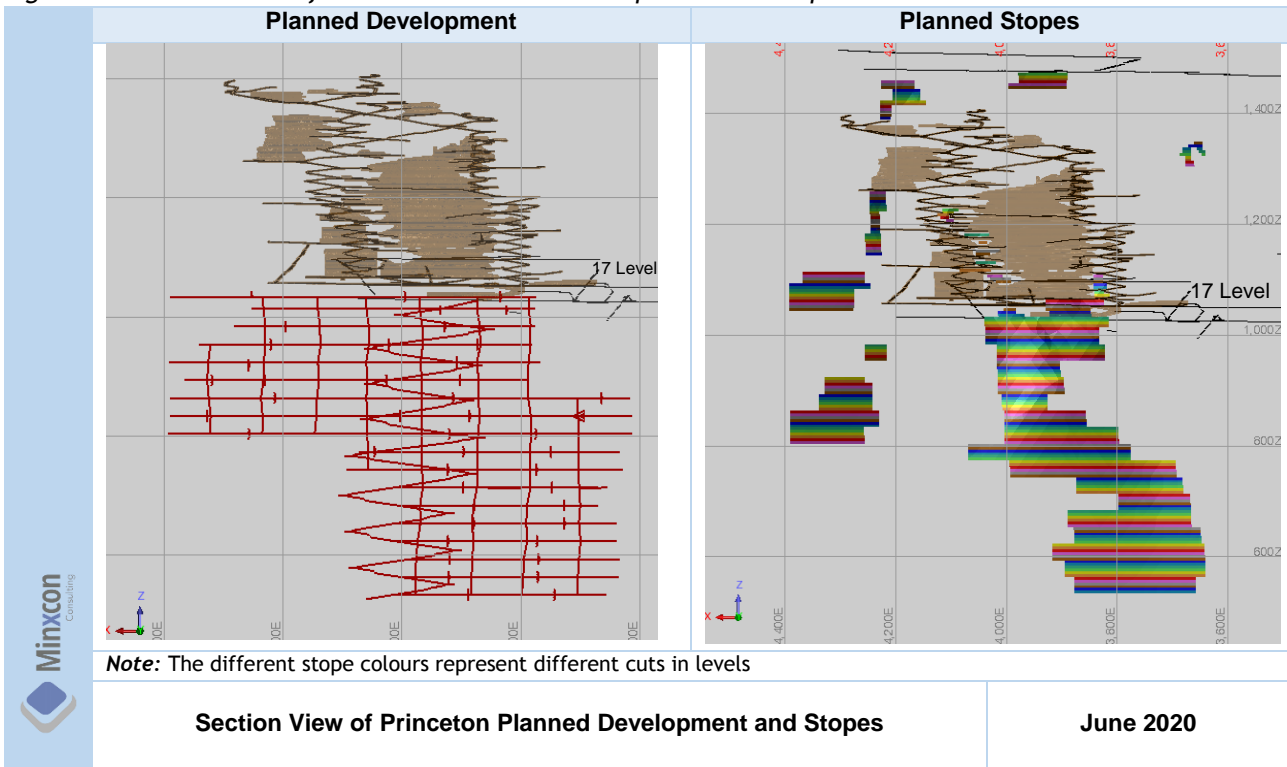 Planned Development
Planned Stopes
17 Level
Z
X
1,400Z
1,200Z
17 Level
1,000Z
800Z
600Z
Z
X
4,400E
4,200E
4,000E
3,800E
3,600E
Minxcon
Consulting
Note: The different stope colours represent different cuts in levels
Section View of Princeton Planned Development and Stopes
June 2020